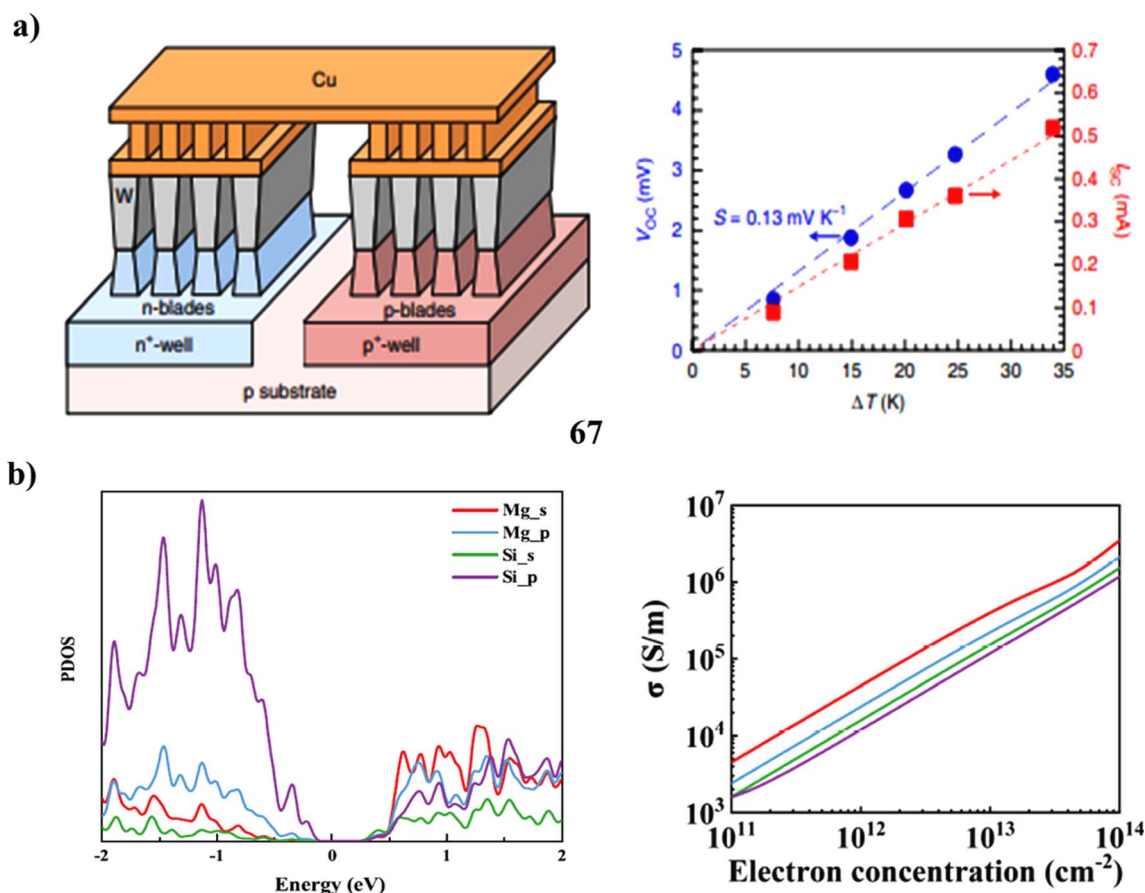 a)
Cu
W
n-blades
p-blades
n⁺-well
p⁺-well
p substrate
5
4
3
2
1
0
V_OC (mV)
S = 0.13 mV K⁻¹
0.7
0.6
0.5
0.4
0.3
0.2
0.1
0
I_SC (mA)
0 5 10 15 20 25 30 35
ΔT (K)
67
b)
PDOS
Mg_s
Mg_p
Si_s
Si_p
-2 -1 0 1 2
Energy (eV)
σ (S/m)
10⁷
10⁶
10⁵
10⁴
10³
10¹¹ 10¹² 10¹³ 10¹⁴
Electron concentration (cm⁻²)